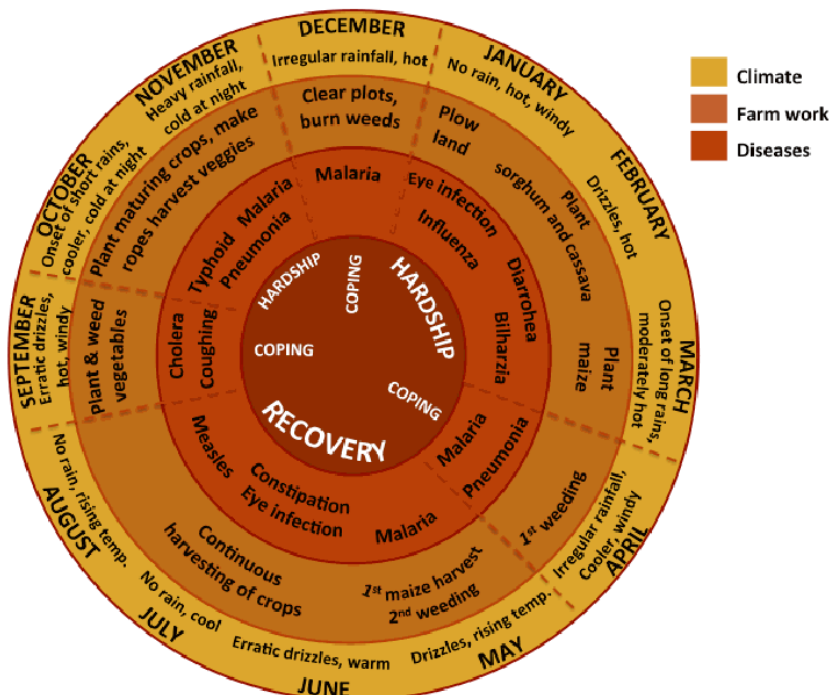 DECEMBER
Irregular rainfall, hot
Clear plots,
burn weeds
Malaria
COPING
JANUARY
No rain, hot, windy
Plow
land
Eye infection
Influenza
HARDSHIP
FEBRUARY
Drizzles, hot
Plant
sorghum and cassava
Diarrohea
Bilharzia
MARCH
Onset of long rains,
moderately hot
Plant
maize
APRIL
Irregular rainfall,
Cooler, windy
1st weeding
Malaria
Pneumonia
COPING
MAY
Drizzles, rising temp.
1st maize harvest
2nd weeding
Malaria
JUNE
Erratic drizzles, warm
JULY
No rain, cool
Continuous
harvesting of crops
Constipation
Eye infection
RECOVERY
AUGUST
No rain, rising temp.
Measles
SEPTEMBER
Erratic drizzles,
hot, windy
Plant & weed
vegetables
Cholera
Coughing
COPING
OCTOBER
Onset of short rains,
cooler, cold at night
NOVEMBER
Heavy rainfall,
cold at night
Plant maturing crops, make
ropes harvest veggies
Typhoid Malaria
Pneumonia
HARDSHIP
Climate
Farm work
Diseases